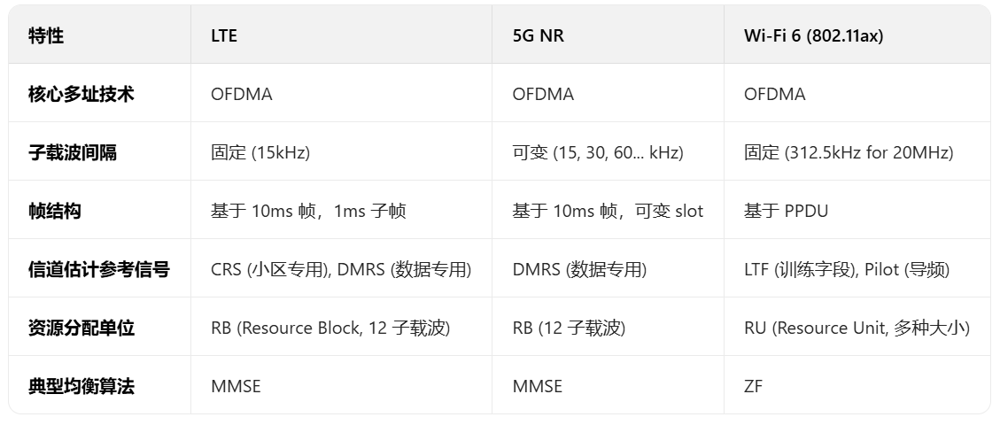 特性 LTE 5G NR Wi-Fi 6 (802.11ax)
核心多址技术 OFDMA OFDMA OFDMA
子载波间隔 固定 (15kHz) 可变 (15, 30, 60... kHz) 固定 (312.5kHz for 20MHz)
帧结构 基于 10ms 帧，1ms 子帧 基于 10ms 帧，可变 slot 基于 PPDU
信道估计参考信号 CRS (小区专用), DMRS (数据专用) DMRS (数据专用) LTF (训练字段), Pilot (导频)
资源分配单位 RB (Resource Block, 12 子载波) RB (12 子载波) RU (Resource Unit, 多种大小)
典型均衡算法 MMSE MMSE ZF